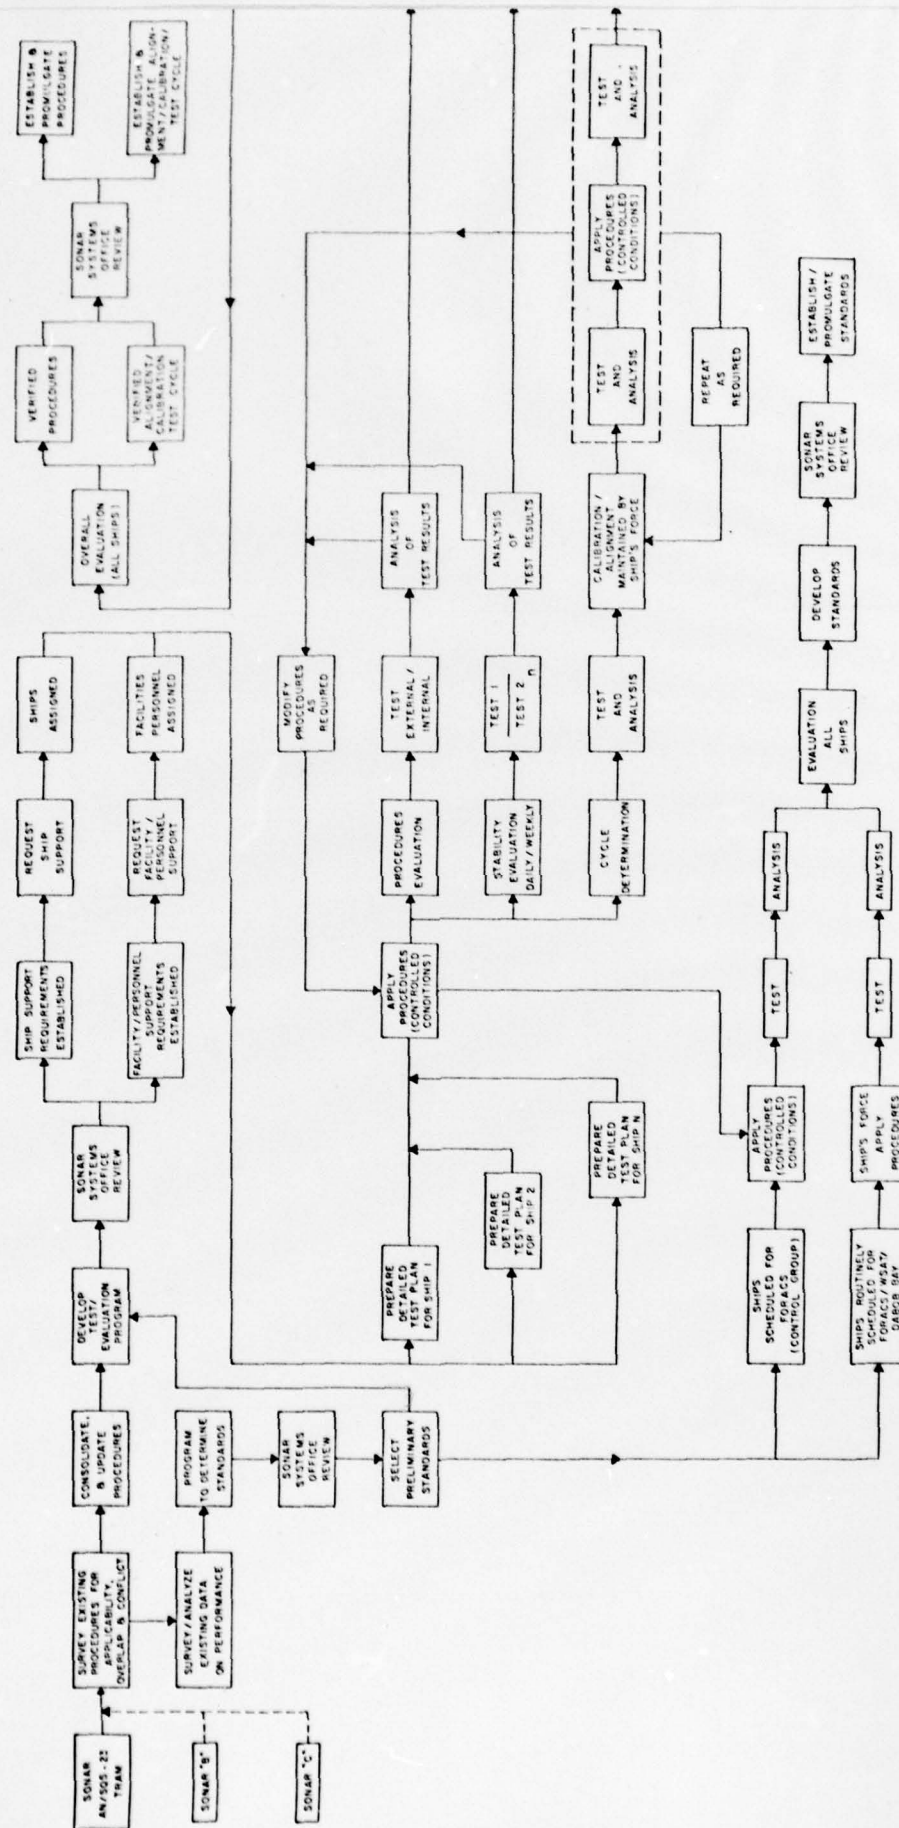 SONAR
AN/SQS-23
TRAM
SONAR "B"
SONAR "C"
SURVEY EXISTING
PROCEDURES FOR
APPLICABILITY,
OVERLAP & CONFLICT
SURVEY/ANALYZE
EXISTING DATA
ON PERFORMANCE
CONSOLIDATE,
& UPDATE
PROCEDURES
PROGRAM
TO DETERMINE
STANDARDS
SONAR
SYSTEMS
OFFICE
REVIEW
SELECT
PRELIMINARY
STANDARDS
DEVELOP
TEST/
EVALUATION
PROGRAM
SONAR
SYSTEMS
OFFICE
REVIEW
SHIP SUPPORT
REQUIREMENTS
ESTABLISHED
FACILITY/PERSONNEL
SUPPORT
REQUIREMENTS
ESTABLISHED
REQUEST
SHIP
SUPPORT
REQUEST
FACILITY/
PERSONNEL
SUPPORT
SHIPS
ASSIGNED
FACILITIES
PERSONNEL
ASSIGNED
OVERALL
EVALUATION
(ALL SHIPS)
VERIFIED
PROCEDURES
VERIFIED
ALIGNMENT/
CALIBRATION
TEST CYCLE
SONAR
SYSTEMS
OFFICE
REVIEW
ESTABLISH &
PROMULGATE
PROCEDURES
ESTABLISH &
PROMULGATE ALIGN-
MENT/CALIBRATION/
TEST CYCLE
PREPARE
DETAILED
TEST PLAN
FOR SHIP 1
PREPARE
DETAILED
TEST PLAN
FOR SHIP 2
PREPARE
DETAILED
TEST PLAN
FOR SHIP N
APPLY
PROCEDURES
(CONTROLLED
CONDITIONS)
MODIFY
PROCEDURES
AS
REQUIRED
PROCEDURES
EVALUATION
TEST
EXTERNAL/
INTERNAL
ANALYSIS
OF
TEST RESULTS
STABILITY
EVALUATION
DAILY/WEEKLY
TEST 1
TEST 2 n
ANALYSIS
OF
TEST RESULTS
CYCLE
DETERMINATION
TEST
AND
ANALYSIS
CALIBRATION/
ALIGNMENT
MAINTAINED BY
SHIP'S FORCE
TEST
AND
ANALYSIS
APPLY
PROCEDURES
(CONTROLLED
CONDITIONS)
TEST
AND
ANALYSIS
REPEAT
AS
REQUIRED
SHIPS
SCHEDULED FOR
FORACS
(CONTROL GROUP)
APPLY
PROCEDURES
(CONTROLLED
CONDITIONS)
TEST
ANALYSIS
SHIPS ROUTINELY
SCHEDULED FOR
FORACS/WSAT/
DABOB BAY
SHIP'S FORCE
APPLY
PROCEDURES
TEST
ANALYSIS
EVALUATION
ALL
SHIPS
DEVELOP
STANDARDS
SONAR
SYSTEMS
OFFICE
REVIEW
ESTABLISH/
PROMULGATE
STANDARDS